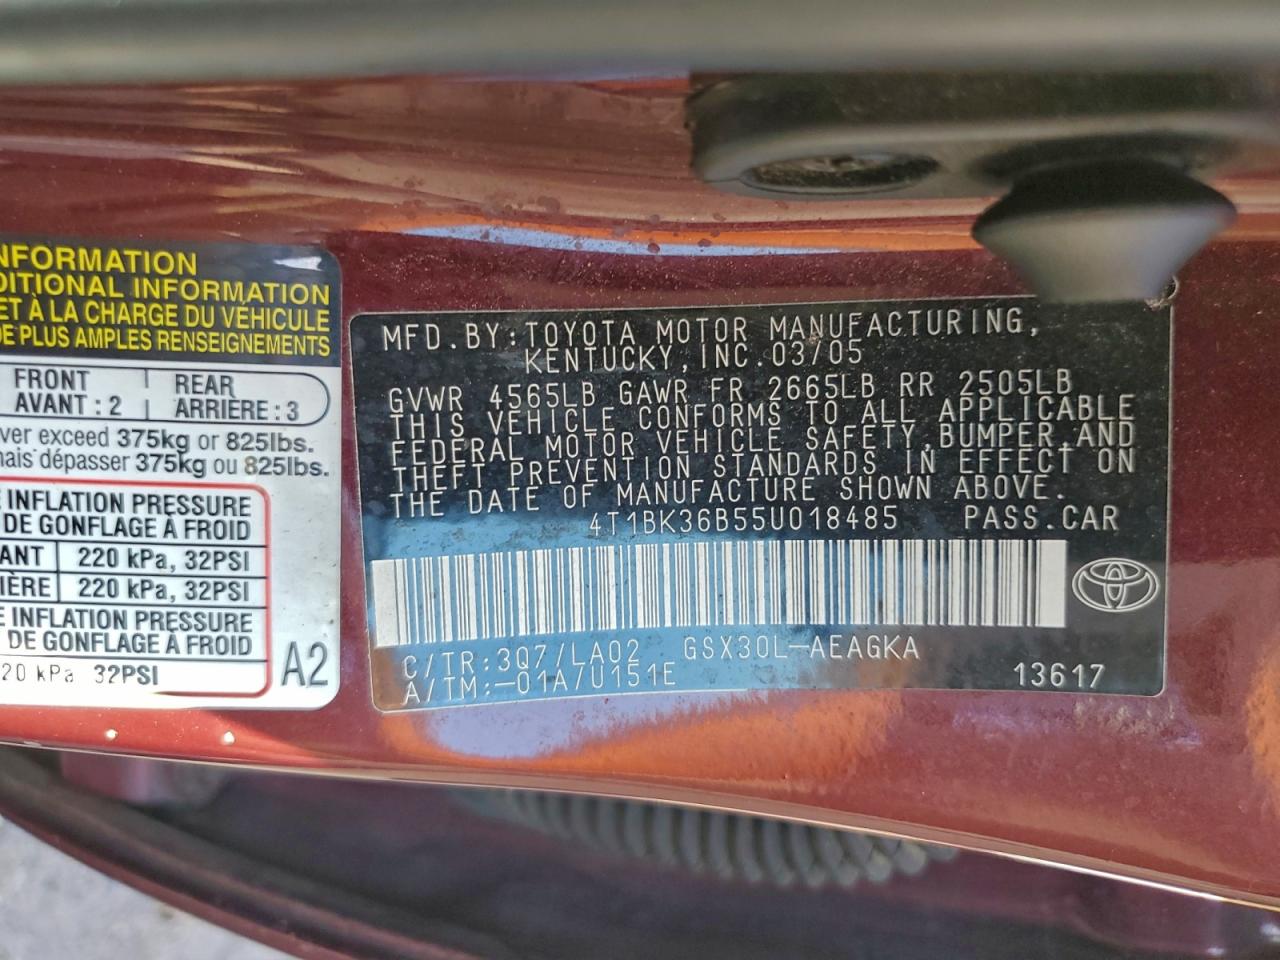 NFORMATION
DITIONAL INFORMATION
ET À LA CHARGE DU VÉHICULE
DE PLUS AMPLES RENSEIGNEMENTS
FRONT
AVANT : 2
REAR
ARRIÈRE : 3
ver exceed 375kg or 825lbs.
mais dépasser 375kg ou 825lbs.
E INFLATION PRESSURE
DE GONFLAGE À FROID
ANT 220 kPa, 32PSI
IÈRE 220 kPa, 32PSI
E INFLATION PRESSURE
DE GONFLAGE À FROID
20 kPa 32PSI
A2
MFD.BY:TOYOTA MOTOR MANUFACTURING,
KENTUCKY,INC.03/05
GVWR 4565LB GAWR FR 2665LB RR 2505LB
THIS VEHICLE CONFORMS TO ALL APPLICABLE
FEDERAL MOTOR VEHICLE SAFETY,BUMPER,AND
THEFT PREVENTION STANDARDS IN EFFECT ON
THE DATE OF MANUFACTURE SHOWN ABOVE.
4T1BK36B55U018485 PASS.CAR
C/TR:3Q7/LA02 GSX30L-AEAGKA
A/TM:-01A/U151E
13617